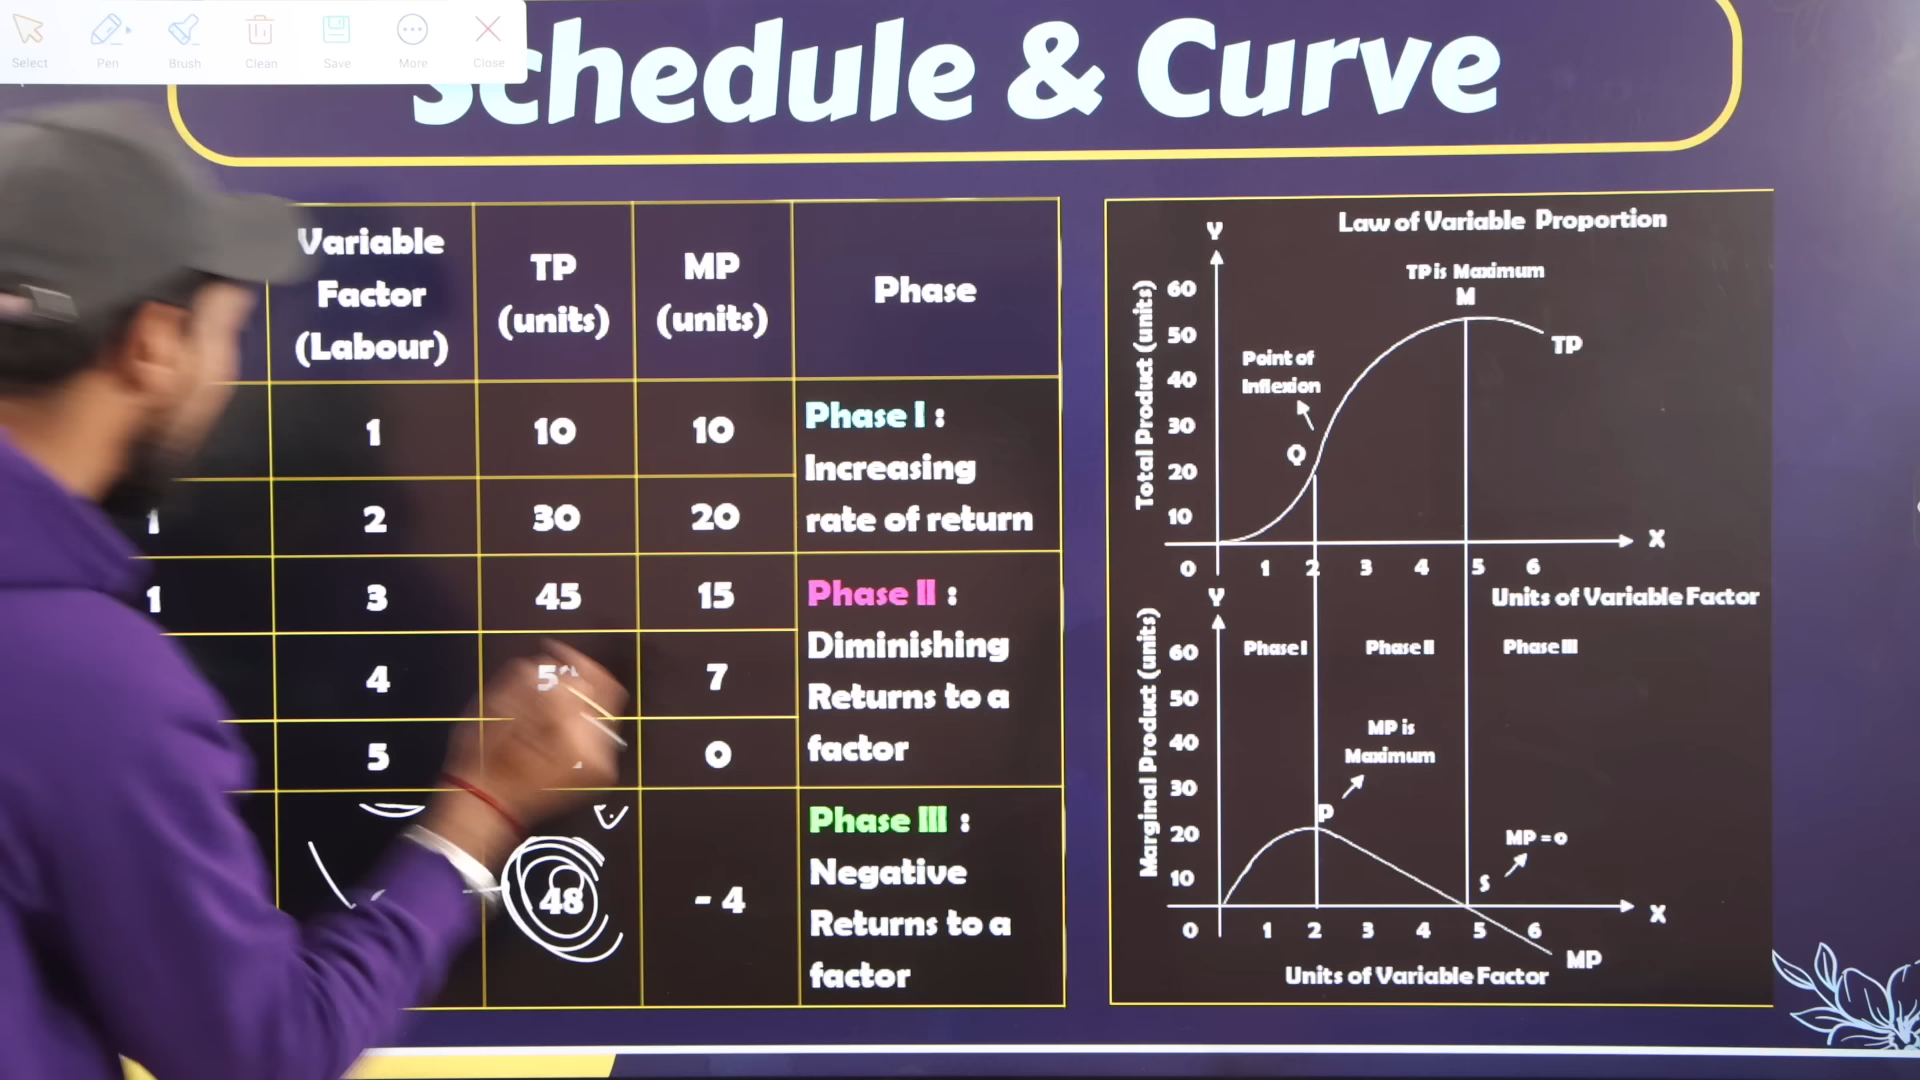 Select Pen Brush Clean Save More Close
Schedule & Curve
Variable
Factor
(Labour)
TP
(units)
MP
(units)
Phase
1 10 10
1 2 30 20
1 3 45 15
4 7
5 0
48 - 4
Phase I :
Increasing
rate of return
Phase II :
Diminishing
Returns to a
factor
Phase III :
Negative
Returns to a
factor
Law of Variable Proportion
Y
TP is Maximum
M
Total Product (units)
60
50
40
30
20
10
Point of
Inflexion
Q
TP
X
0 1 2 3 4 5 6
Units of Variable Factor
Y
Marginal Product (units)
60
50
40
30
20
10
Phase I Phase II Phase III
MP is
Maximum
P
MP = 0
S
X
0 1 2 3 4 5 6
MP
Units of Variable Factor